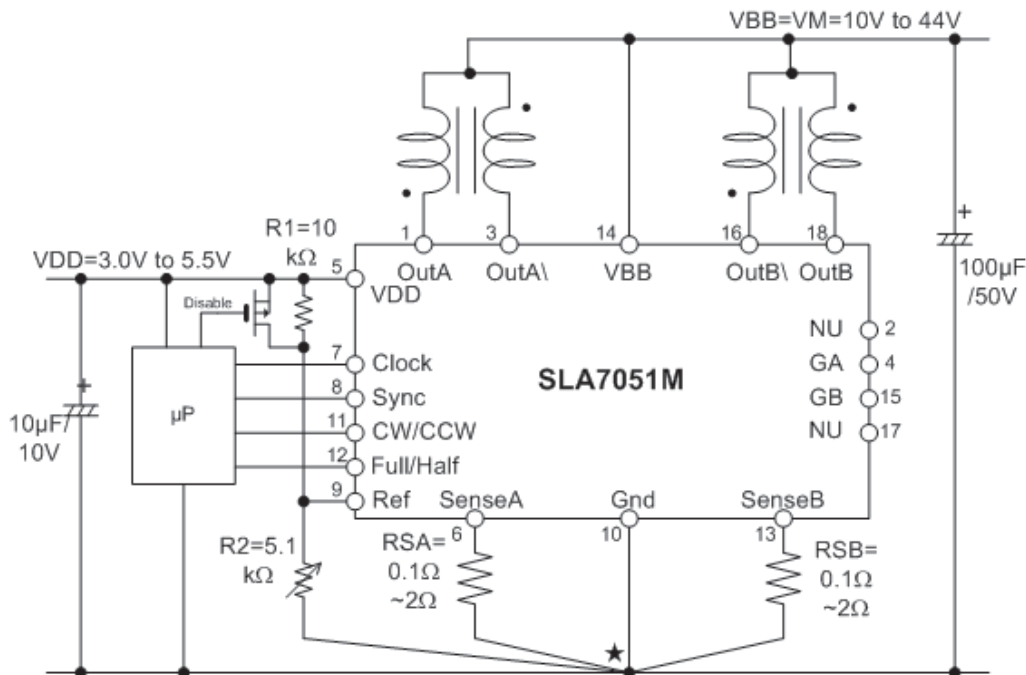 VBB=VM=10V to 44V
R1=10
kΩ
1
3
14
16
18
OutA
OutA\
VBB
OutB\
OutB
100µF
/50V
VDD=3.0V to 5.5V
5
VDD
Disable
NU
2
7
Clock
SLA7051M
GA
4
8
Sync
GB
15
µP
11
CW/CCW
NU
17
10µF/
10V
12
Full/Half
9
Ref
SenseA
Gnd
SenseB
6
10
13
R2=5.1
kΩ
RSA=
0.1Ω
~2Ω
RSB=
0.1Ω
~2Ω